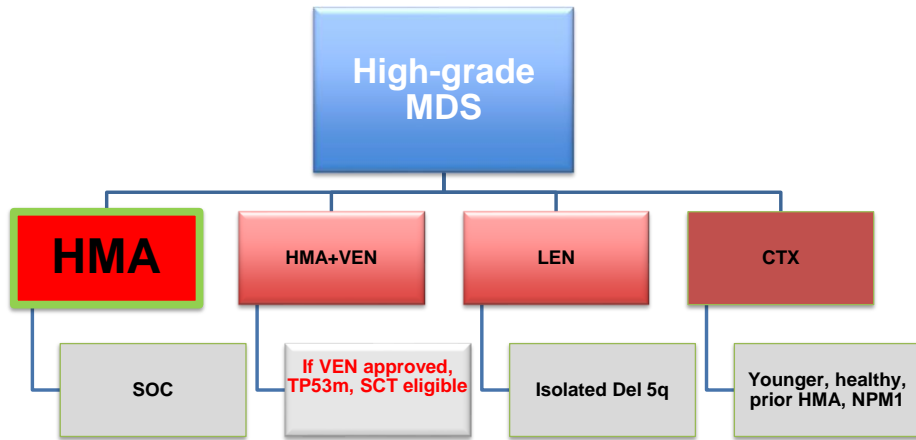 High-grade
MDS
HMA
HMA+VEN
LEN
CTX
SOC
If VEN approved,
TP53m, SCT eligible
Isolated Del 5q
Younger, healthy,
prior HMA, NPM1